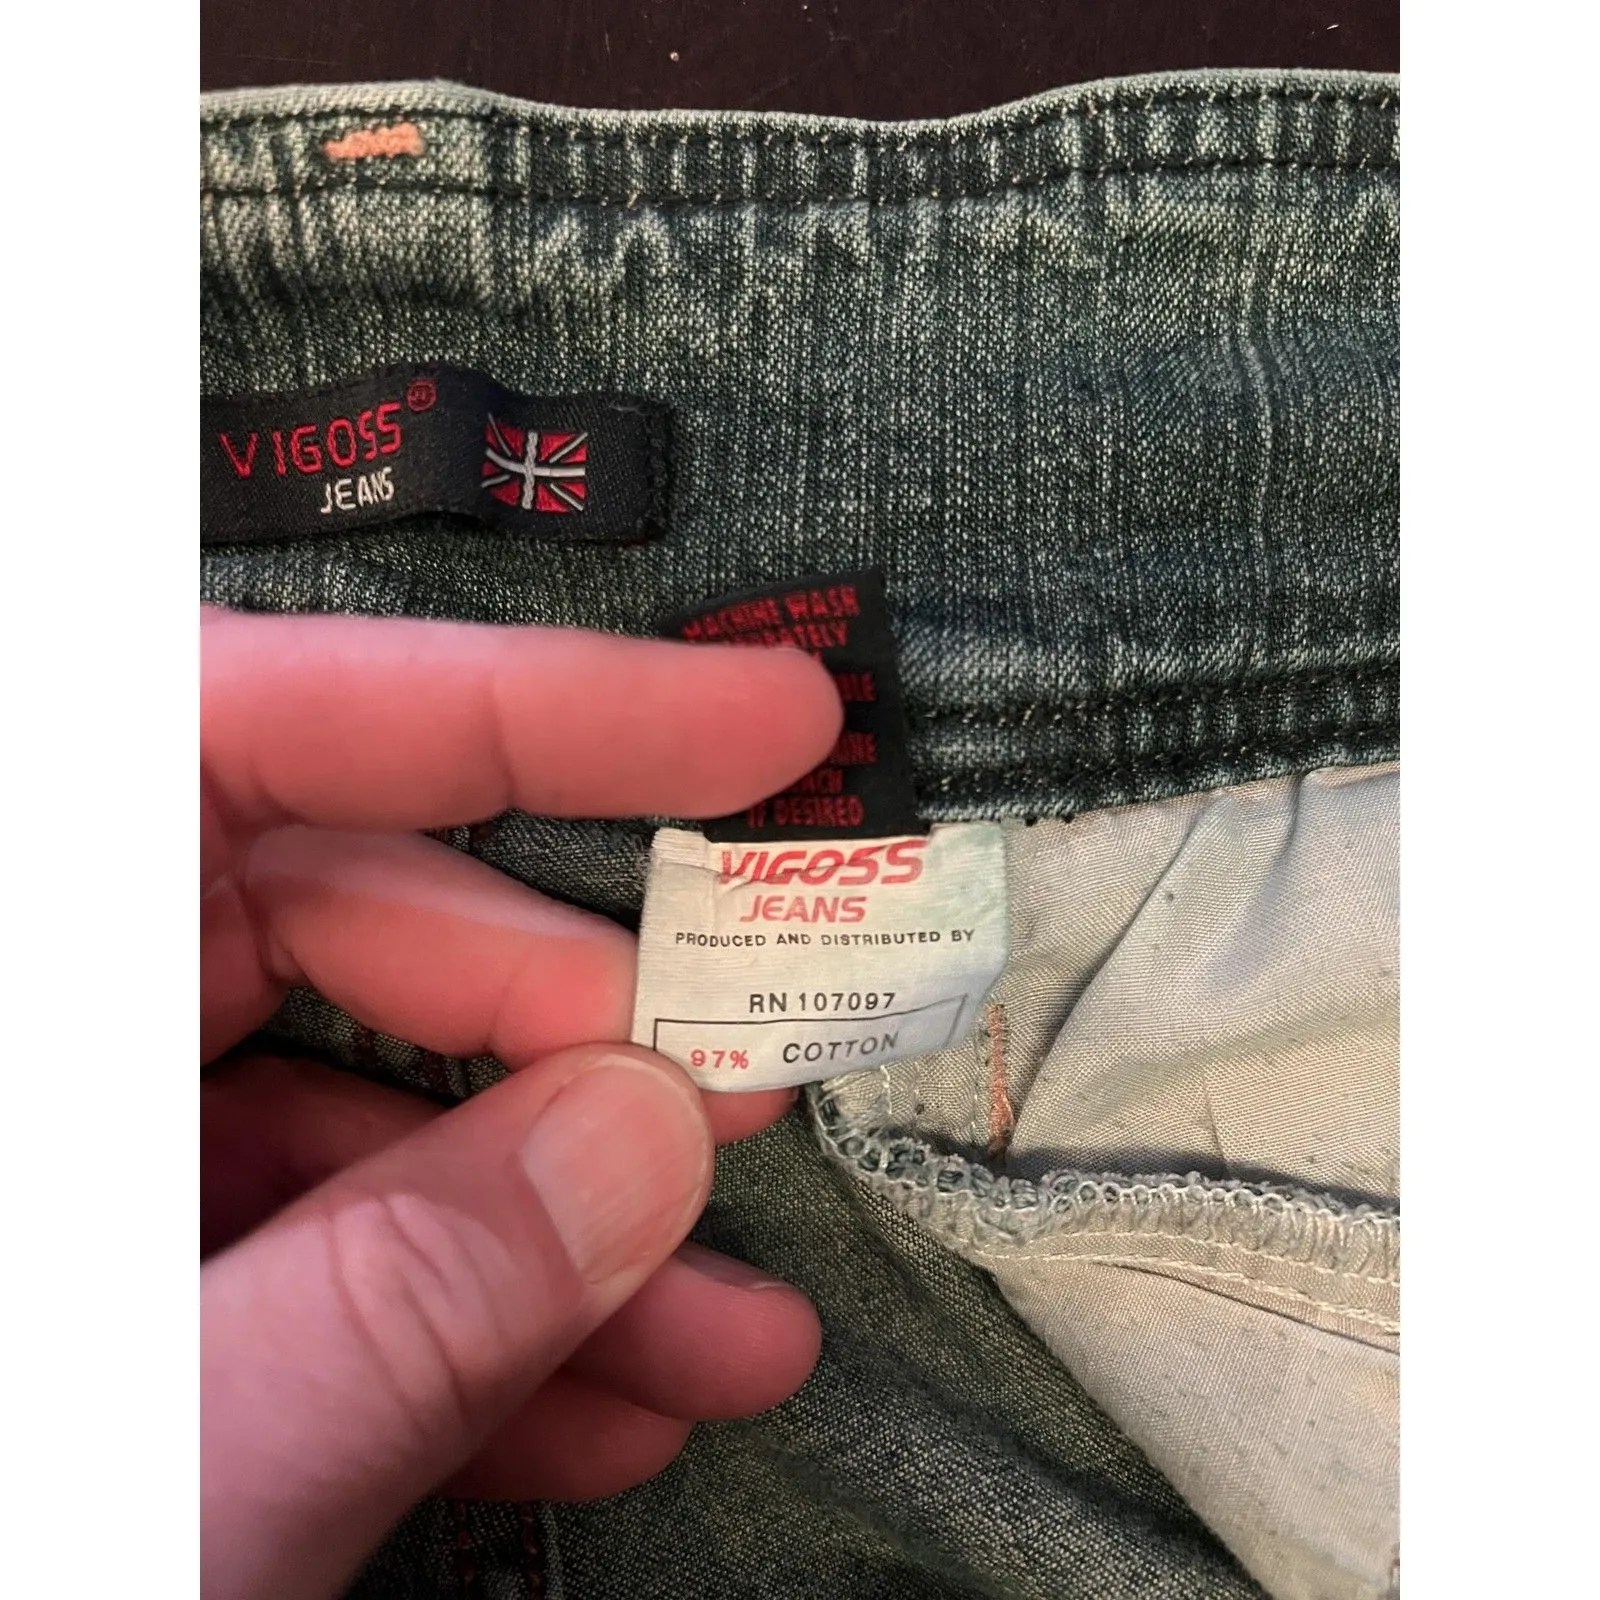 VIGOSS®
JEANS
MACHINE WASH
IF DESIRED
VIGOSS
JEANS
PRODUCED AND DISTRIBUTED BY
RN 107097
97% COTTON